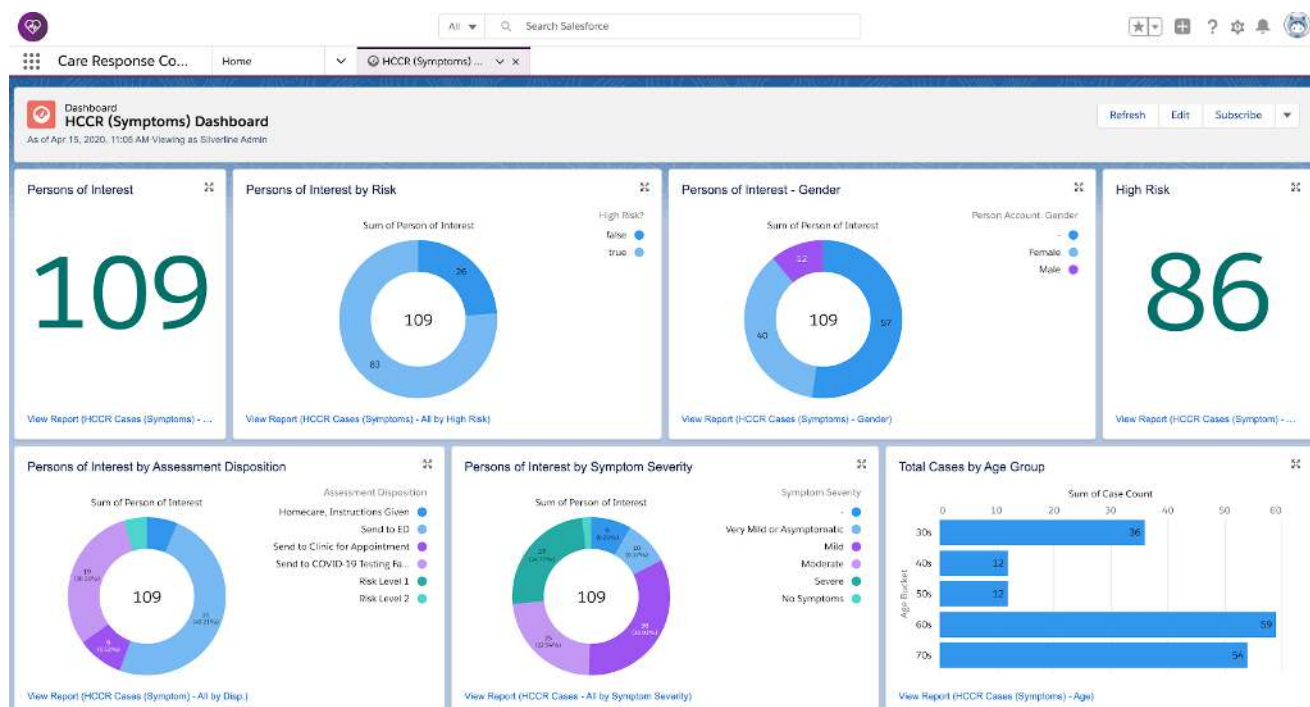 All
Search Salesforce
Care Response Co...
Home
HCCR (Symptoms) ...
Dashboard
HCCR (Symptoms) Dashboard
As of Apr 15, 2020, 11:05 AM·Viewing as Silverline Admin
Refresh
Edit
Subscribe
Persons of Interest
109
View Report (HCCR Cases (Symptoms) - ...
Persons of Interest by Risk
Sum of Person of Interest
High Risk?
false
true
26
109
83
View Report (HCCR Cases (Symptoms) - All by High Risk)
Persons of Interest - Gender
Sum of Person of Interest
Person Account: Gender
-
Female
Male
12
109
57
40
View Report (HCCR Cases (Symptoms) - Gender)
High Risk
86
View Report (HCCR Cases (Symptom) - ...
Persons of Interest by Assessment Disposition
Sum of Person of Interest
Assessment Disposition
Homecare, Instructions Given
Send to ED
Send to Clinic for Appointment
Send to COVID-19 Testing Fa...
Risk Level 1
Risk Level 2
109
View Report (HCCR Cases (Symptom) - All by Disp.)
Persons of Interest by Symptom Severity
Sum of Person of Interest
Symptom Severity
-
Very Mild or Asymptomatic
Mild
Moderate
Severe
No Symptoms
109
View Report (HCCR Cases - All by Symptom Severity)
Total Cases by Age Group
Sum of Case Count
0 10 20 30 40 50 60
Age Bucket
30s 36
40s 12
50s 12
60s 59
70s 54
View Report (HCCR Cases (Symptoms) - Age)